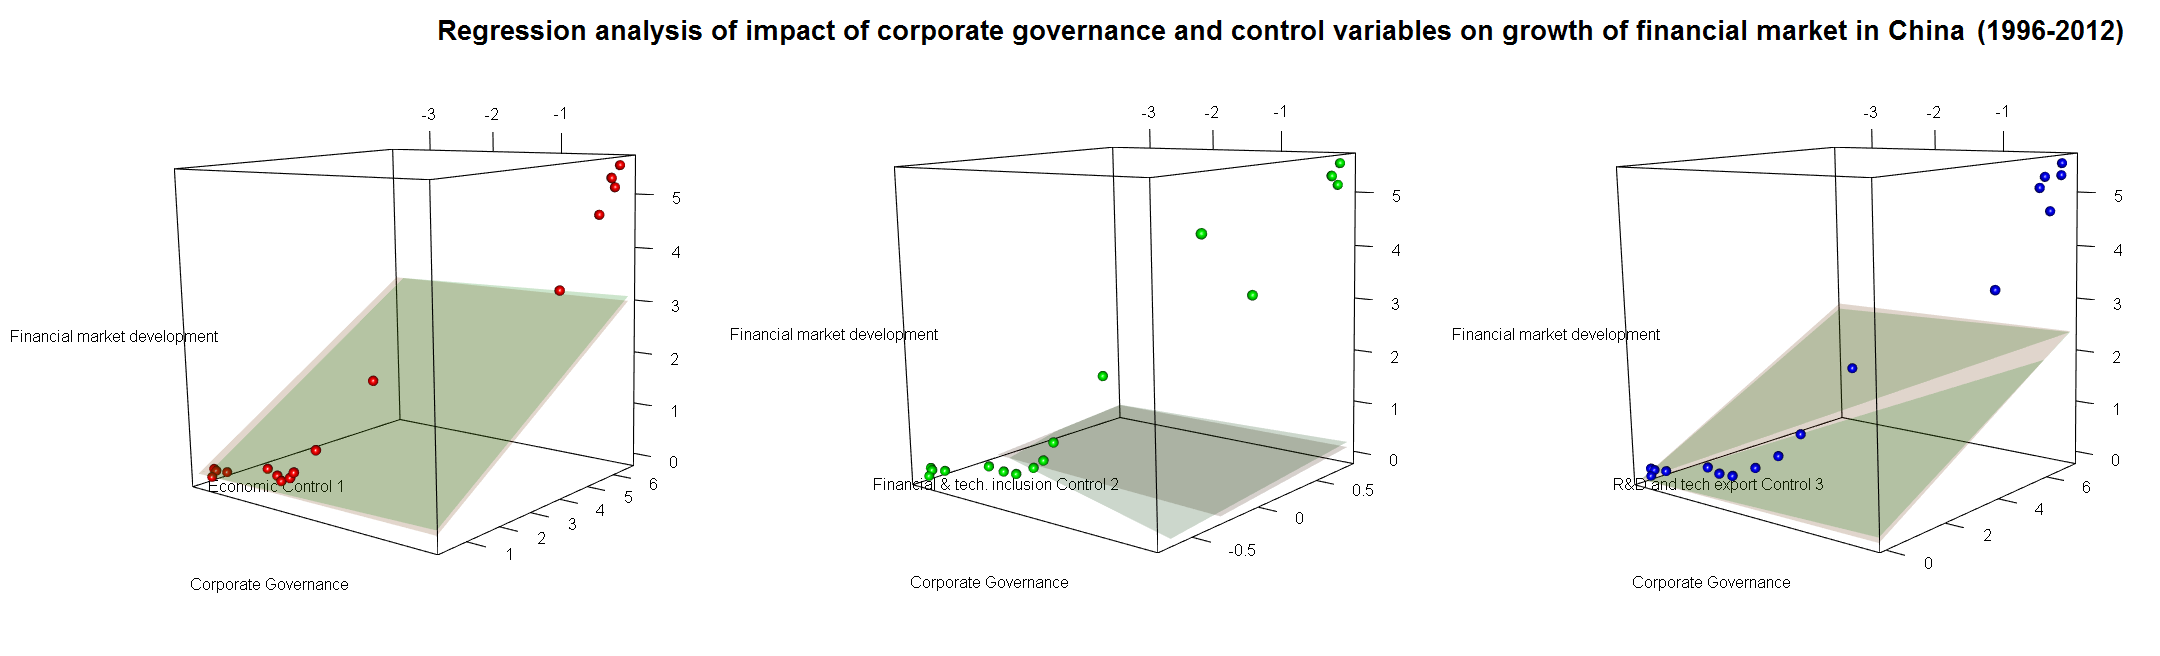 Regression analysis of impact of corporate governance and control variables on growth of financial market in China (1996-2012)
-3 -2 -1
5
4
3
2
1
0
Financial market development
Economic Control 1
1 2 3 4 5 6
Corporate Governance
-3 -2 -1
5
4
3
2
1
0
Financial market development
Financial & tech. inclusion Control 2
-0.5 0 0.5
Corporate Governance
-3 -2 -1
5
4
3
2
1
0
Financial market development
R&D and tech export Control 3
0 2 4 6
Corporate Governance